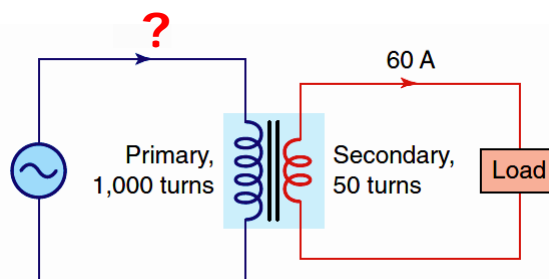 ?
60 A
Primary,
1,000 turns
Secondary,
50 turns
Load